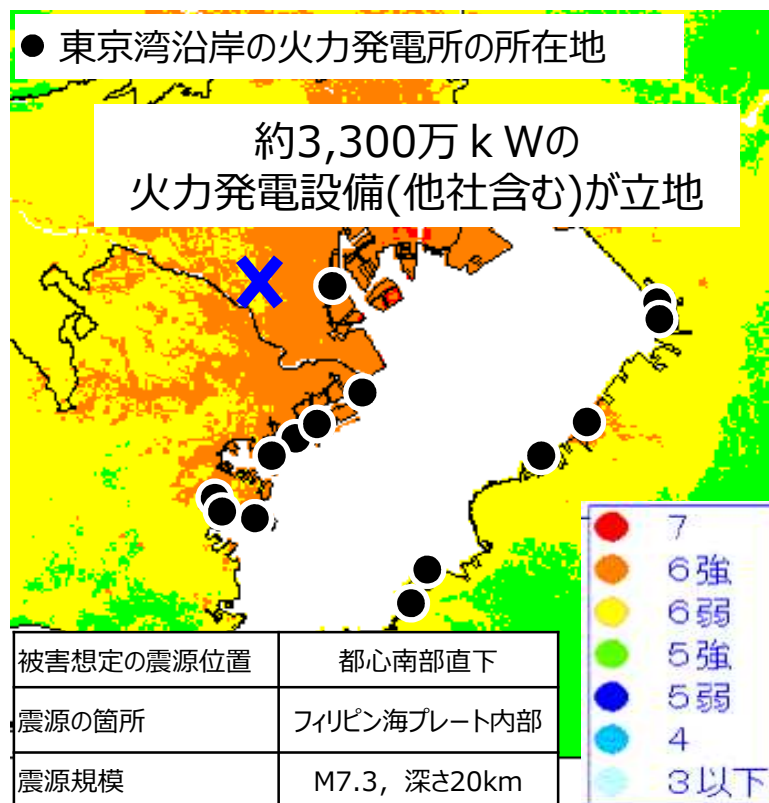 ● 東京湾沿岸の火力発電所の所在地
約3,300万ｋWの
火力発電設備(他社含む)が立地
7
6強
6弱
5強
5弱
4
3以下
被害想定の震源位置 都心南部直下
震源の箇所 フィリピン海プレート内部
震源規模 M7.3，深さ20km